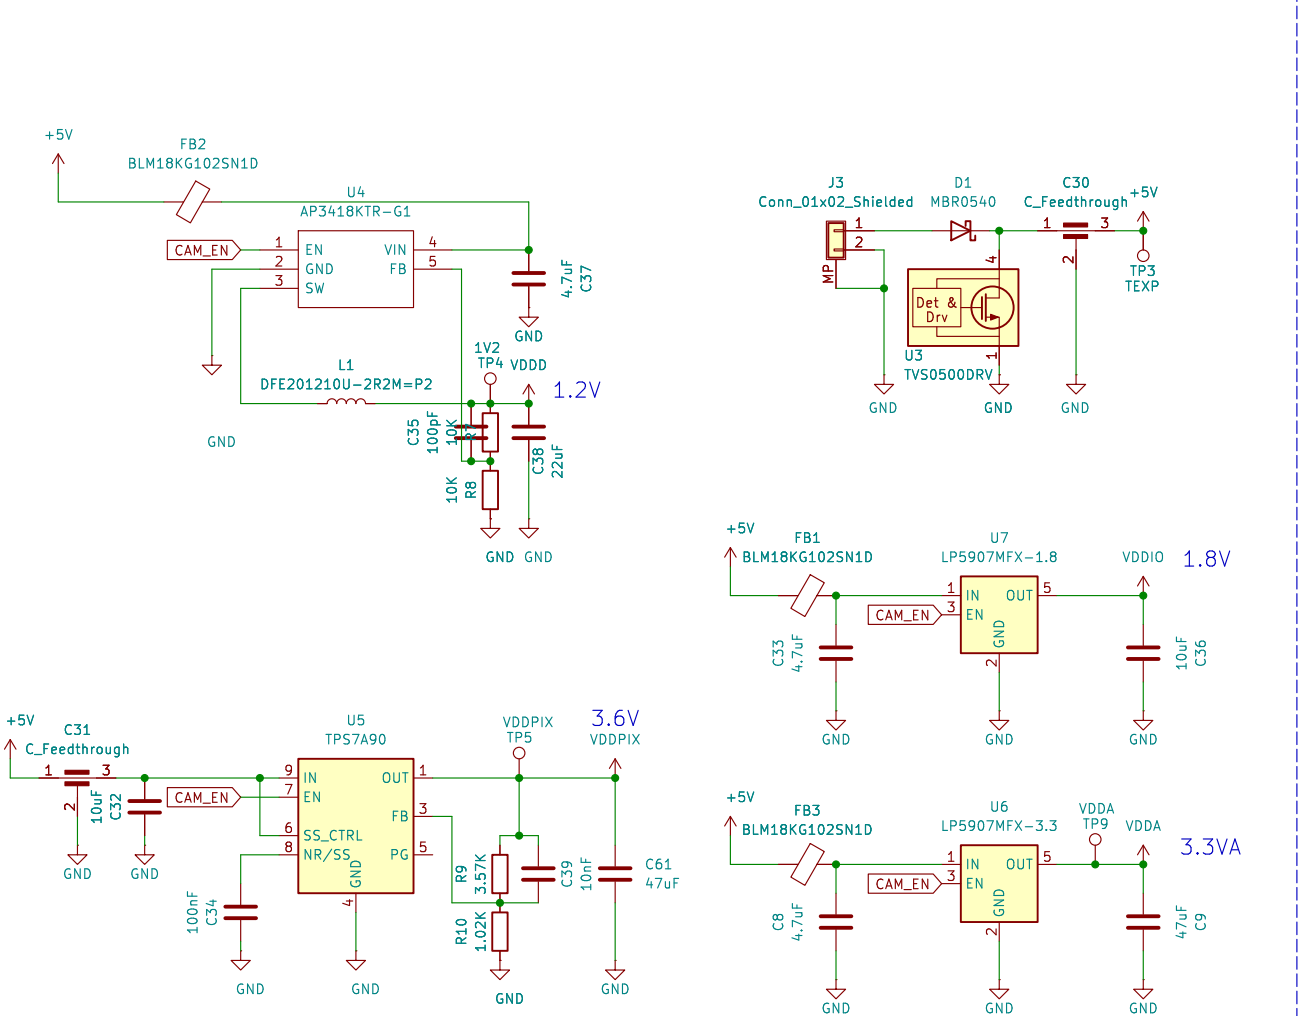 +5V
FB2
BLM18KG102SN1D
U4
AP3418KTR-G1
CAM_EN
1
2
3
EN
GND
SW
VIN
FB
4
5
4.7uF
C37
GND
GND
L1
DFE201210U-2R2M=P2
1V2
TP4
VDDD
1.2V
C35
100pF
10K
R7
C38
22uF
10K
R8
GND
GND
J3
Conn_01x02_Shielded
1
2
MP
D1
MBR0540
C30
C_Feedthrough
1
3
2
+5V
TP3
TEXP
4
Det &
Drv
1
U3
TVS0500DRV
GND
GND
GND
+5V
FB1
BLM18KG102SN1D
U7
LP5907MFX-1.8
VDDIO
1.8V
CAM_EN
1
3
IN
EN
OUT
5
GND
2
C33
4.7uF
10uF
C36
GND
GND
GND
+5V
C31
C_Feedthrough
1
3
2
10uF
C32
GND
GND
U5
TPS7A90
CAM_EN
9
7
6
8
IN
EN
SS_CTRL
NR/SS
OUT
FB
PG
GND
1
3
5
4
100nF
C34
GND
GND
VDDPIX
TP5
3.6V
VDDPIX
R9
3.57K
C39
10nF
C61
47uF
R10
1.02K
GND
GND
+5V
FB3
BLM18KG102SN1D
U6
LP5907MFX-3.3
VDDA
TP9
VDDA
3.3VA
CAM_EN
1
3
IN
EN
OUT
5
GND
2
C8
4.7uF
47uF
C9
GND
GND
GND